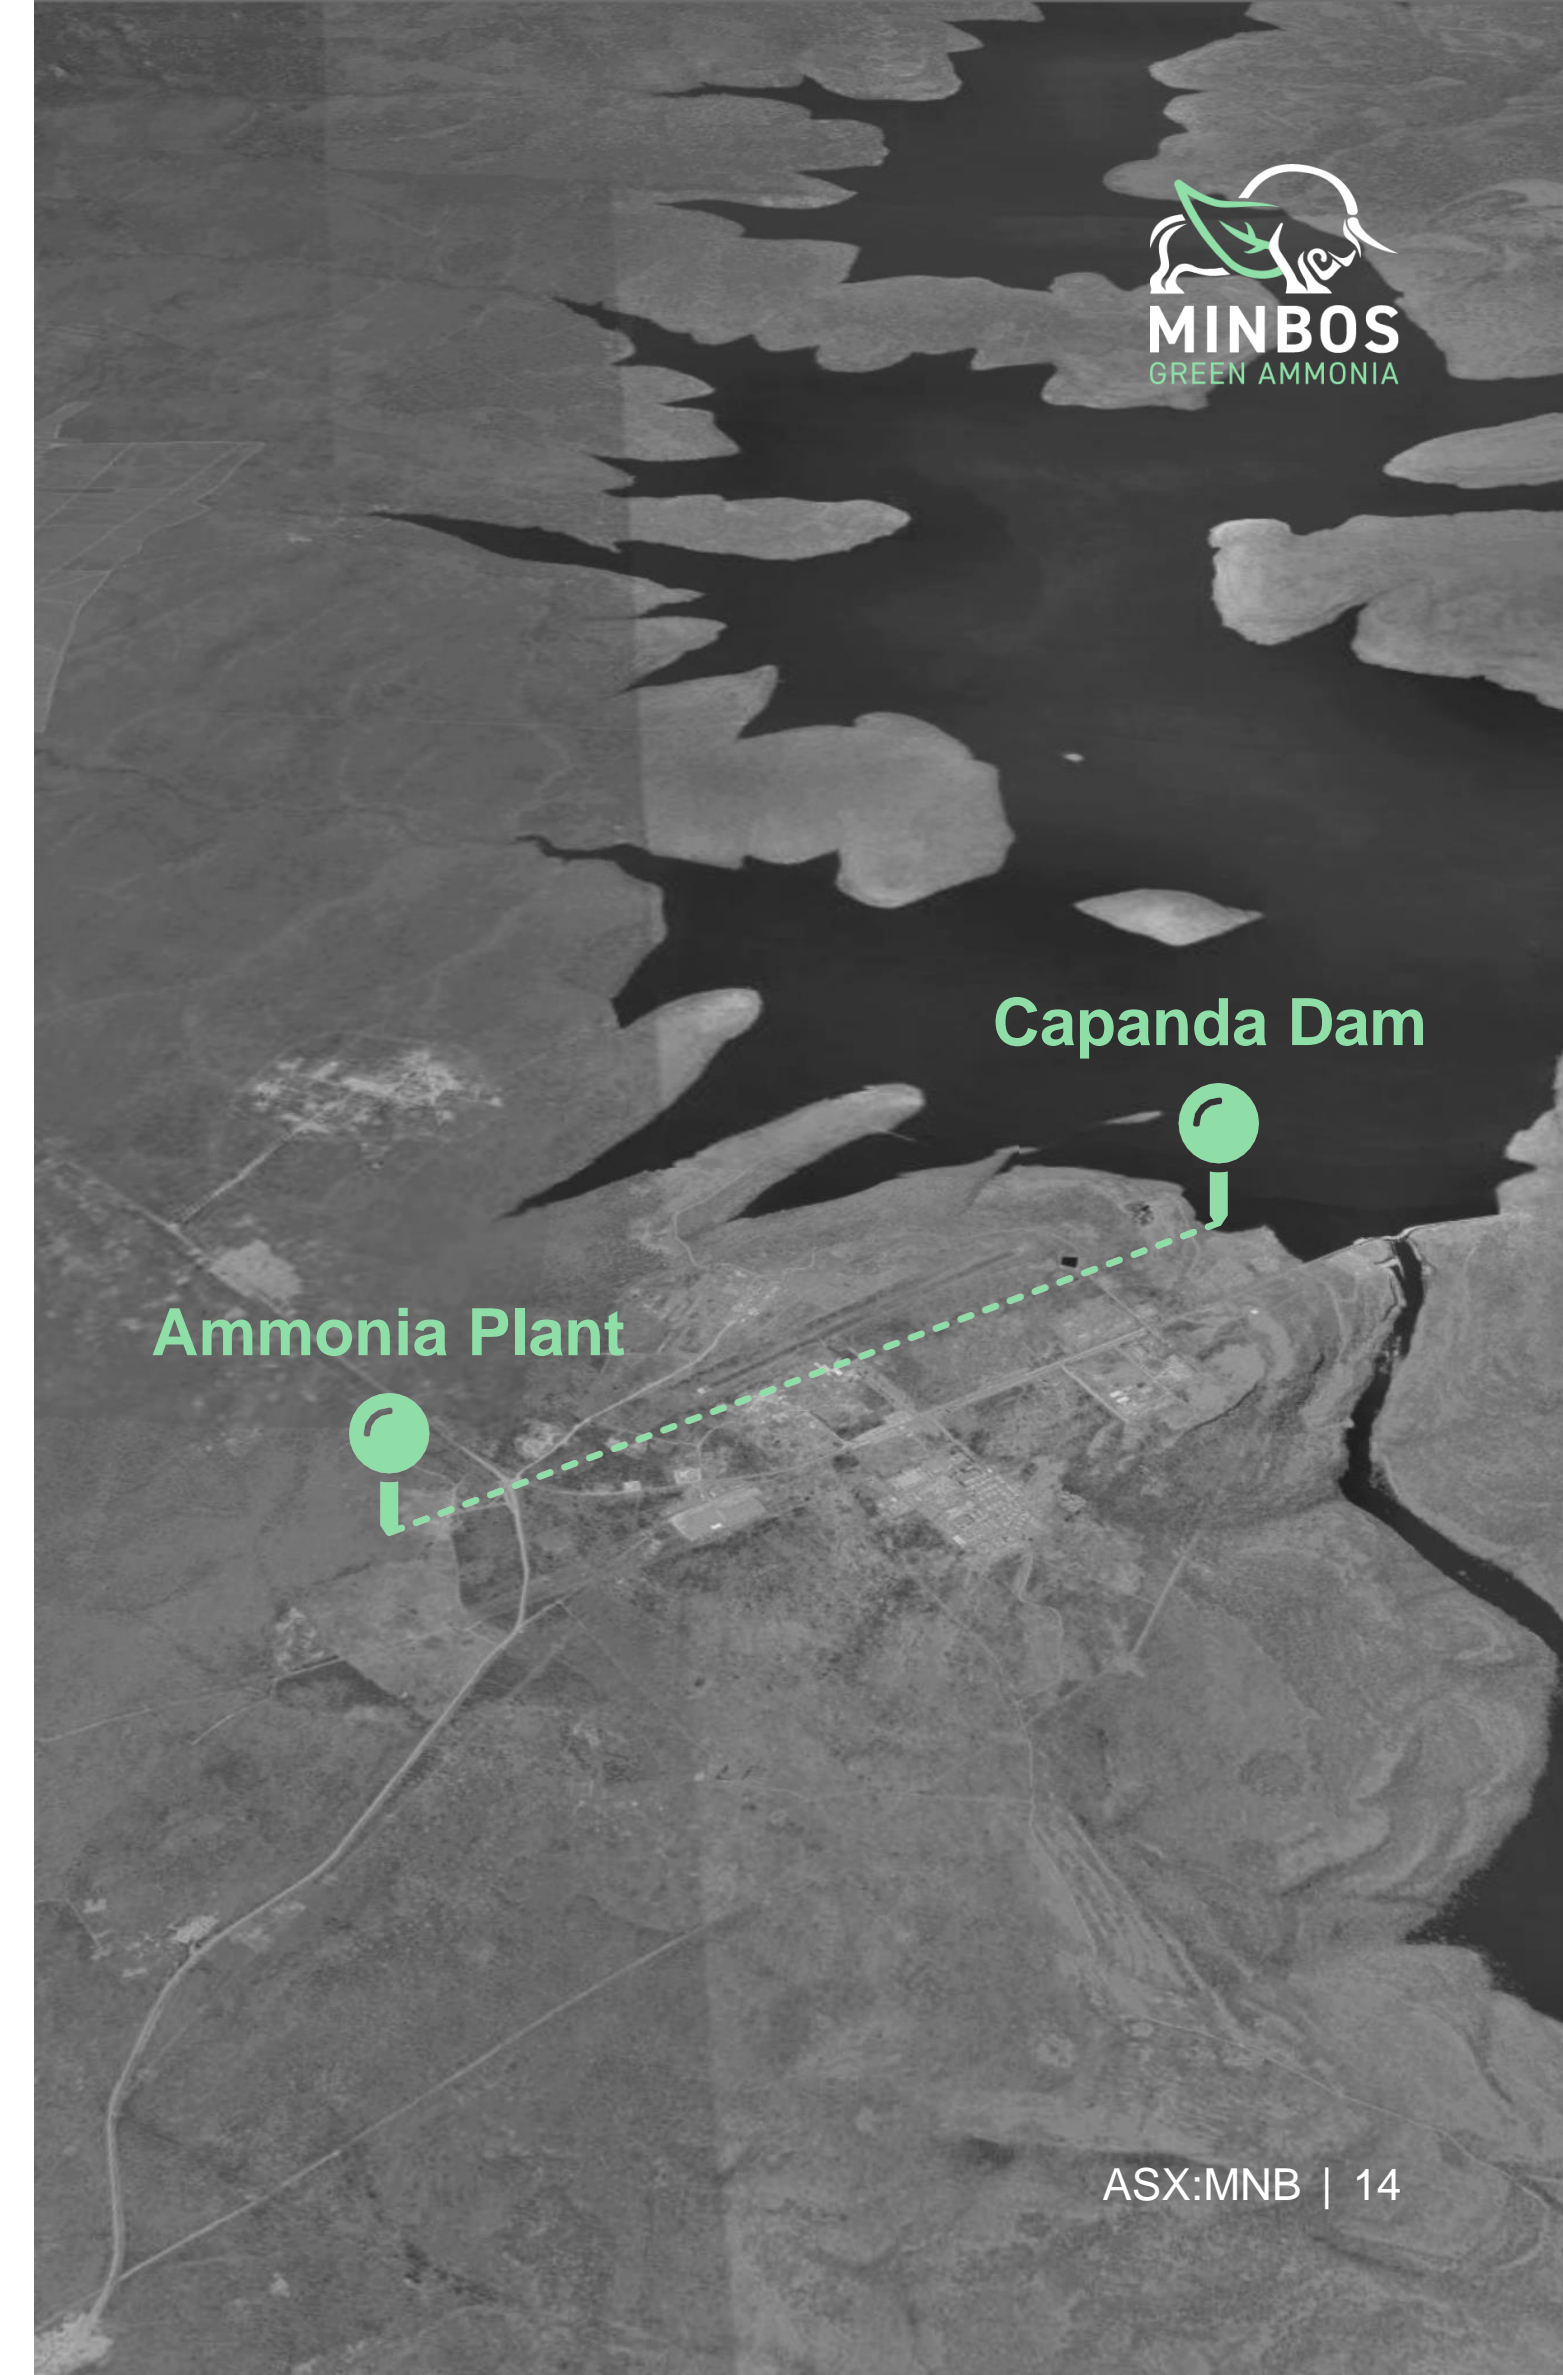 MINBOS
GREEN AMMONIA
Capanda Dam
Ammonia Plant
ASX:MNB | 14